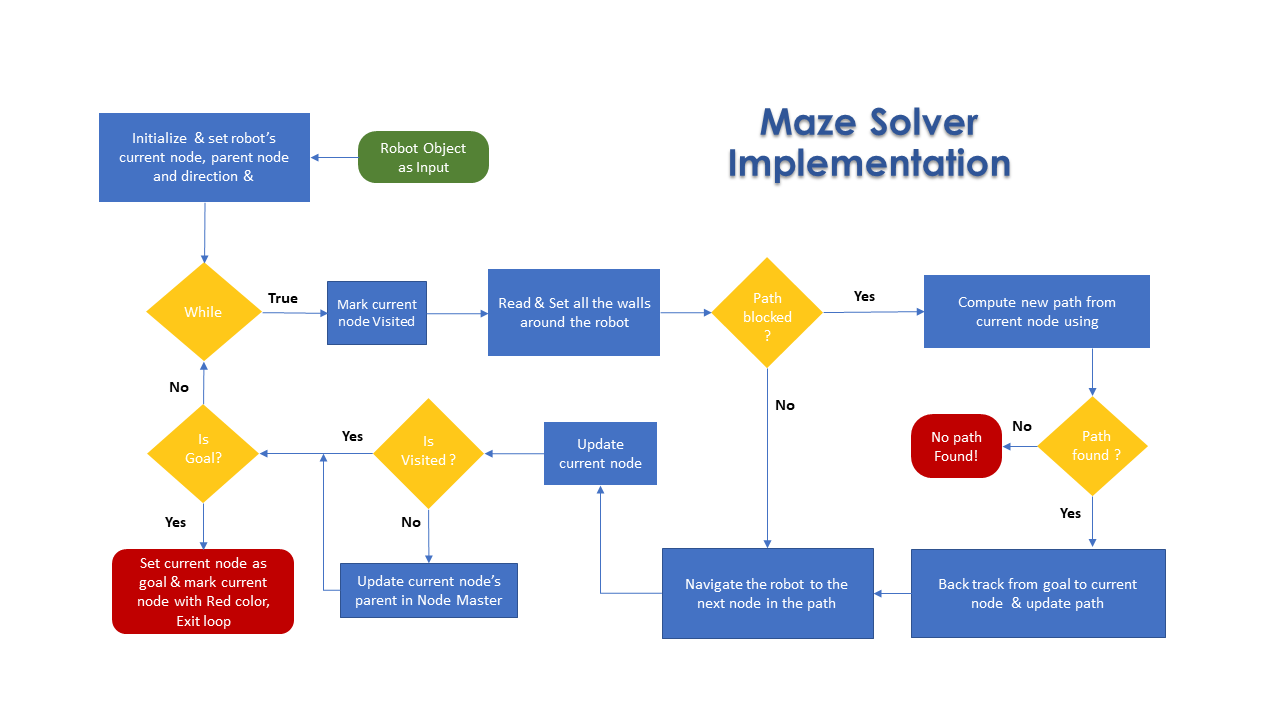 Maze Solver
Implementation
Initialize & set robot's
current node, parent node
and direction &
Robot Object
as Input
While
True
Mark current
node Visited
Read & Set all the walls
around the robot
Path
blocked
?
Yes
Compute new path from
current node using
No
No
Path
found ?
No
No path
Found!
Yes
Back track from goal to current
node & update path
Navigate the robot to the
next node in the path
Update
current node
Is
Visited ?
Yes
No
Update current node's
parent in Node Master
Is
Goal?
Yes
Set current node as
goal & mark current
node with Red color,
Exit loop